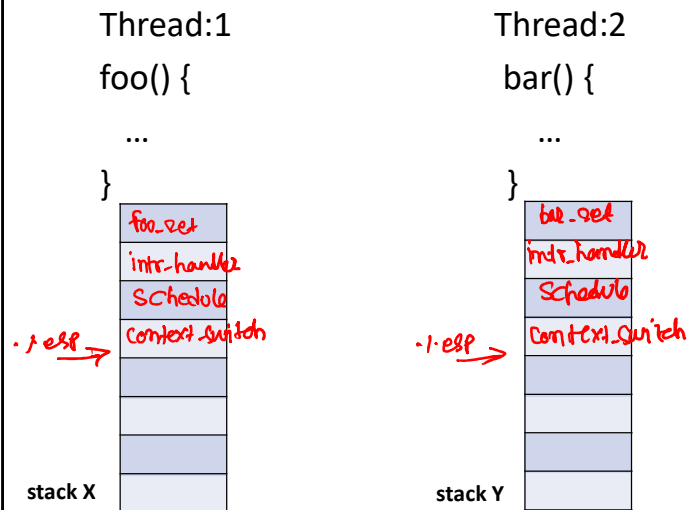 Thread:1
foo() {
...
}
foo_ret
intr_handler
Schedule
context_switch
%esp
stack X
Thread:2
bar() {
...
}
bar_ret
intr_handler
Schedule
context_switch
%esp
stack Y